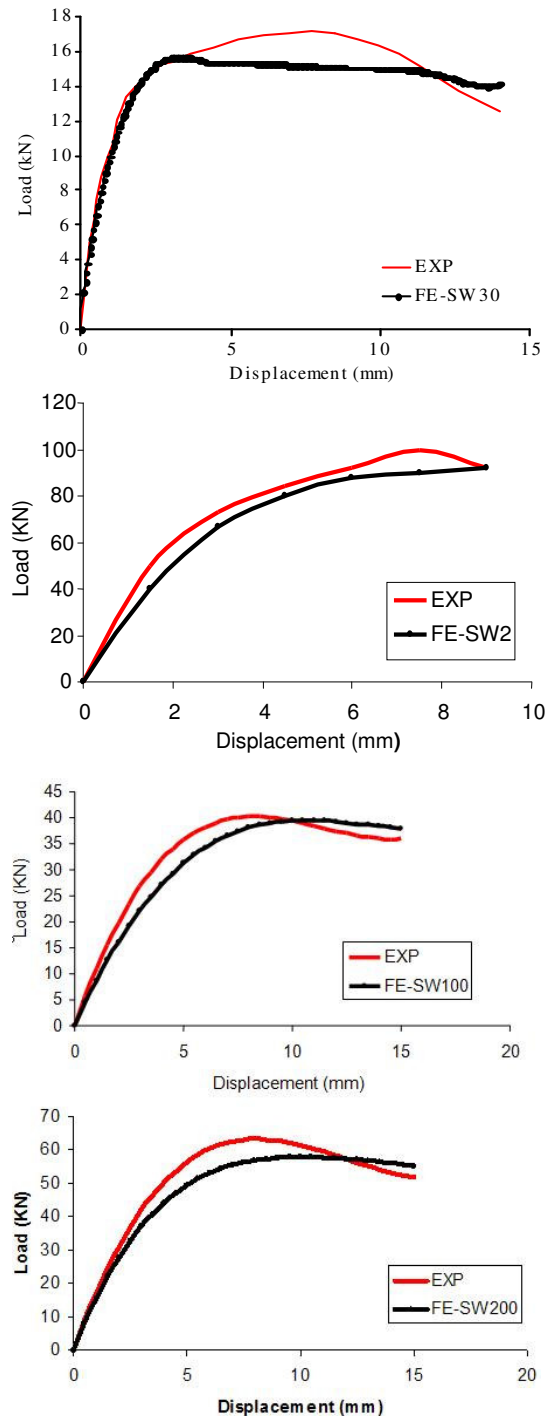 18
16
14
12
10
8
6
4
2
0
Load (kN)
EXP
FE-SW30
0 5 10 15
Displacement (mm)
120
100
80
60
40
20
0
Load (KN)
EXP
FE-SW2
0 2 4 6 8 10
Displacement (mm)
45
40
35
30
25
20
15
10
5
0
Load (KN)
EXP
FE-SW100
0 5 10 15 20
Displacement (mm)
70
60
50
40
30
20
10
0
Load (KN)
EXP
FE-SW200
0 5 10 15 20
Displacement (mm)